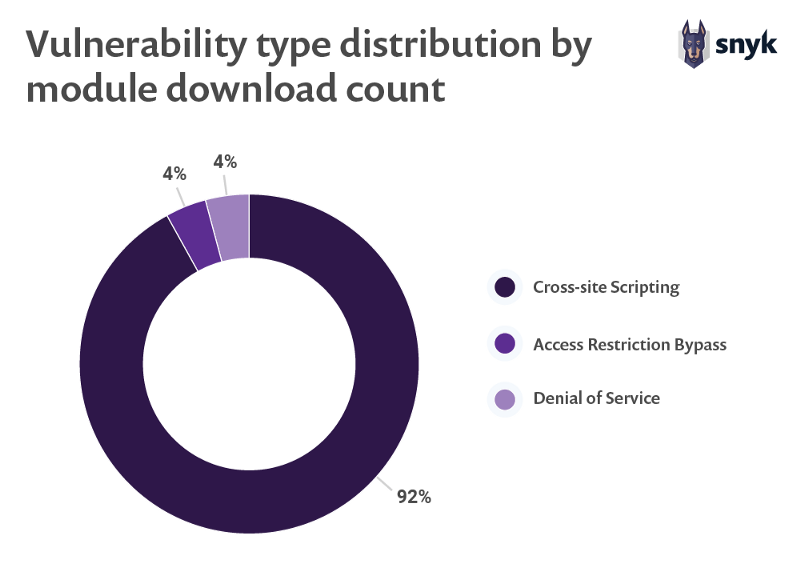 Vulnerability type distribution by
module download count
snyk
4%
4%
Cross-site Scripting
Access Restriction Bypass
Denial of Service
92%